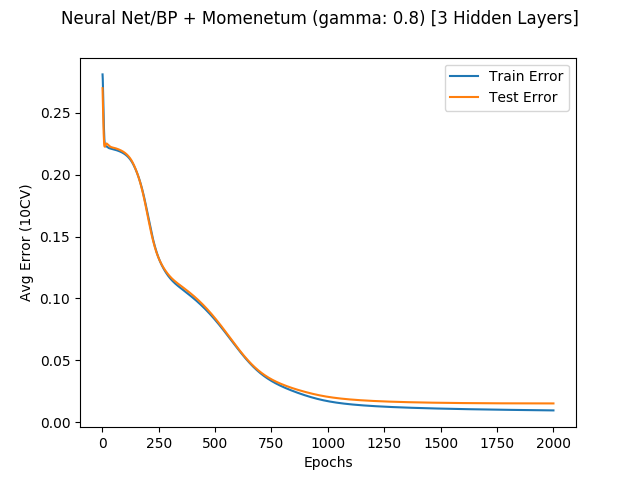 Neural Net/BP + Momenetum (gamma: 0.8) [3 Hidden Layers]
Train Error
Test Error
Avg Error (10CV)
0.25
0.20
0.15
0.10
0.05
0.00
0 250 500 750 1000 1250 1500 1750 2000
Epochs